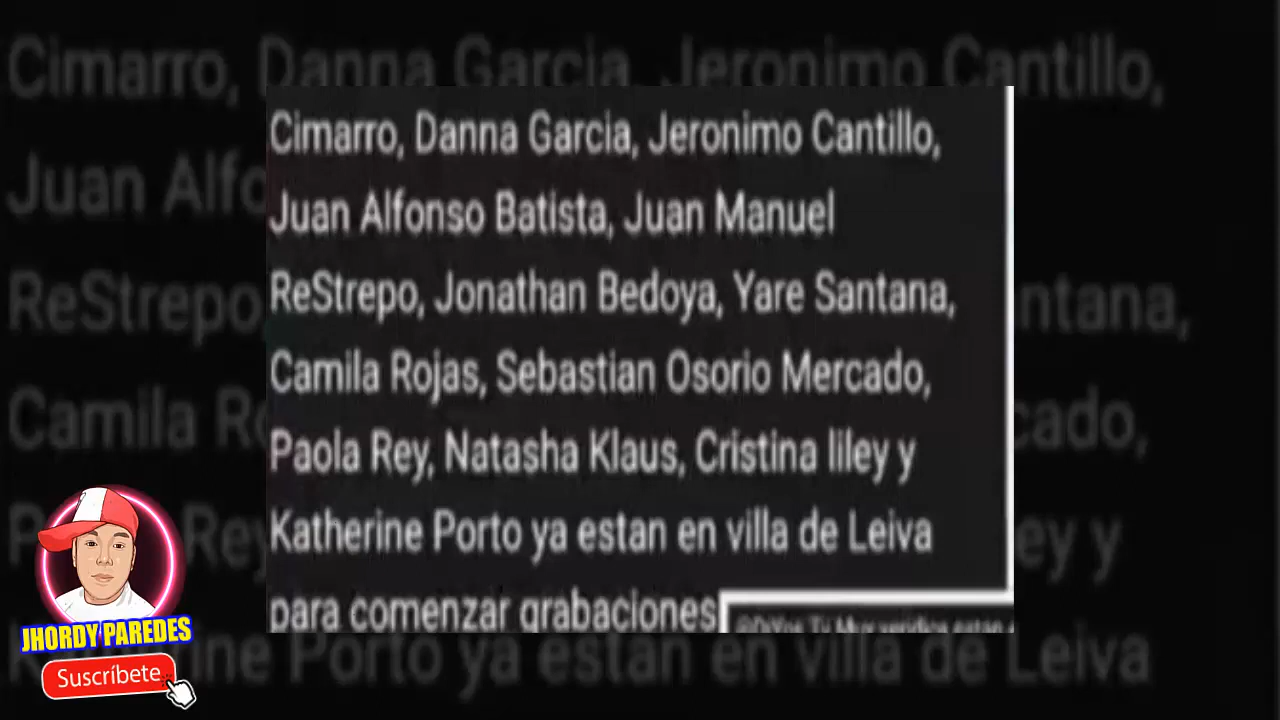 Cimarro, Danna Garcia, Jeronimo Cantillo,
Juan Alfonso Batista, Juan Manuel
ReStrepo, Jonathan Bedoya, Yare Santana,
Camila Rojas, Sebastian Osorio Mercado,
Paola Rey, Natasha Klaus, Cristina liley y
Katherine Porto ya estan en villa de Leiva
para comenzar grabaciones
JHORDY PAREDES
Suscríbete